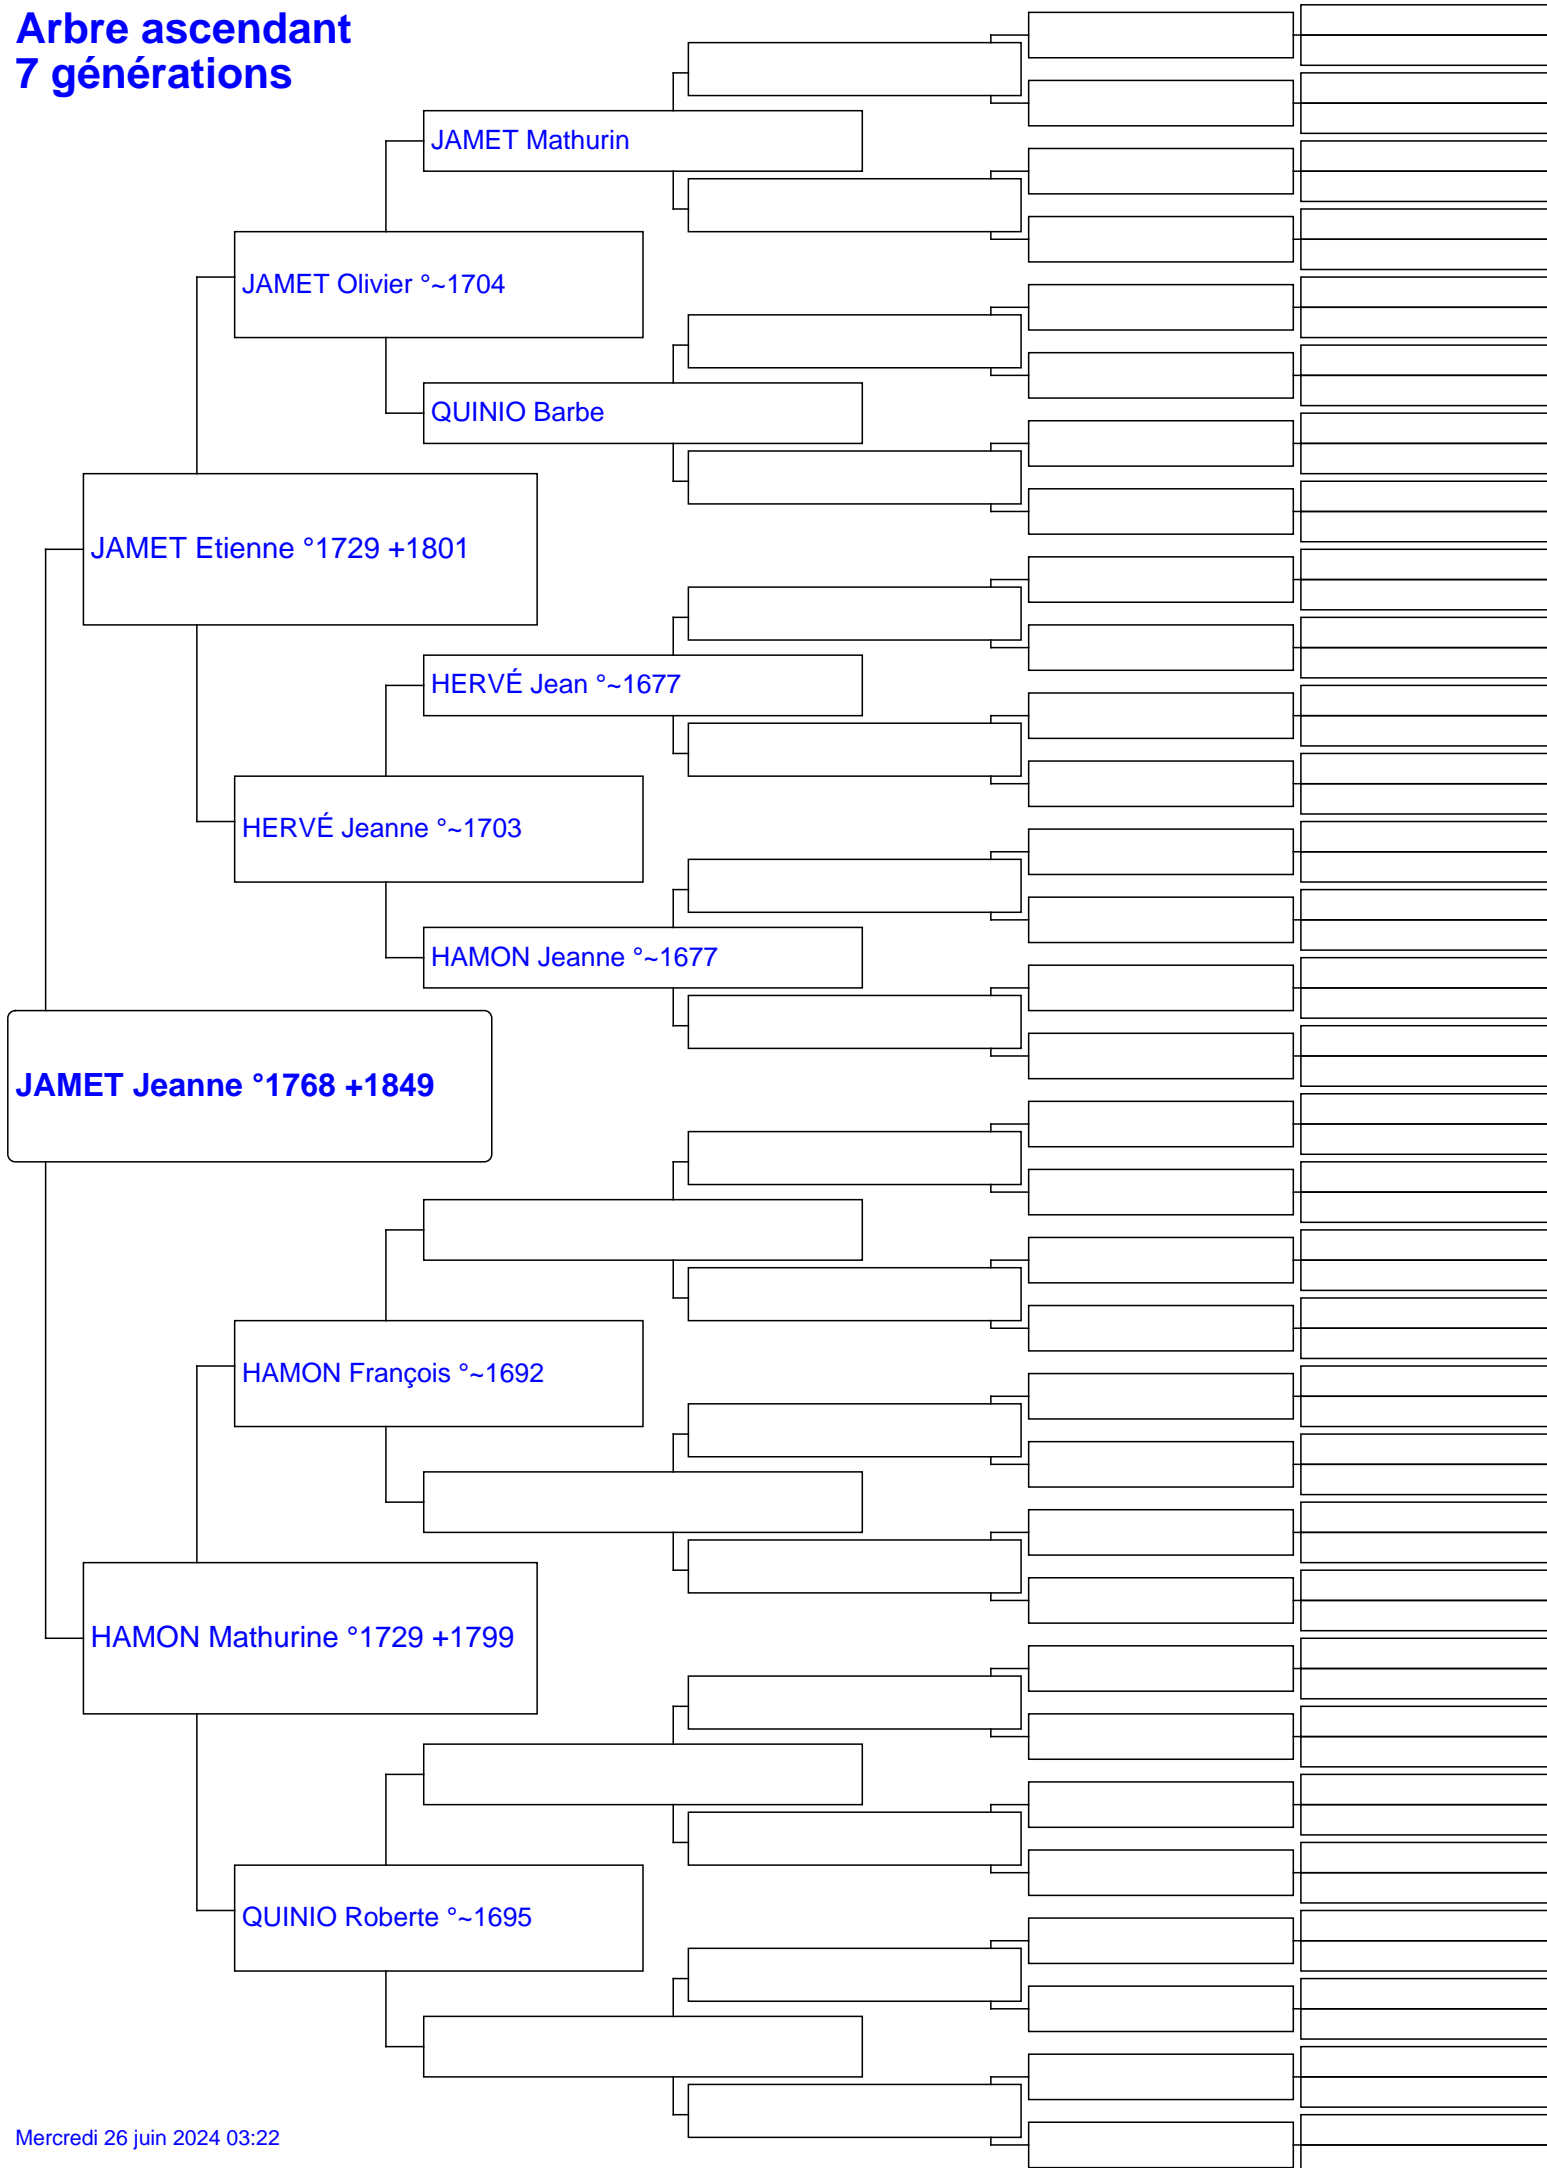 Arbre ascendant
7 générations
JAMET Mathurin
JAMET Olivier °~1704
QUINIO Barbe
JAMET Etienne °1729 +1801
HERVÉ Jean °~1677
HERVÉ Jeanne °~1703
HAMON Jeanne °~1677
JAMET Jeanne °1768 +1849
HAMON François °~1692
HAMON Mathurine °1729 +1799
QUINIO Roberte °~1695
Mercredi 26 juin 2024 03:22